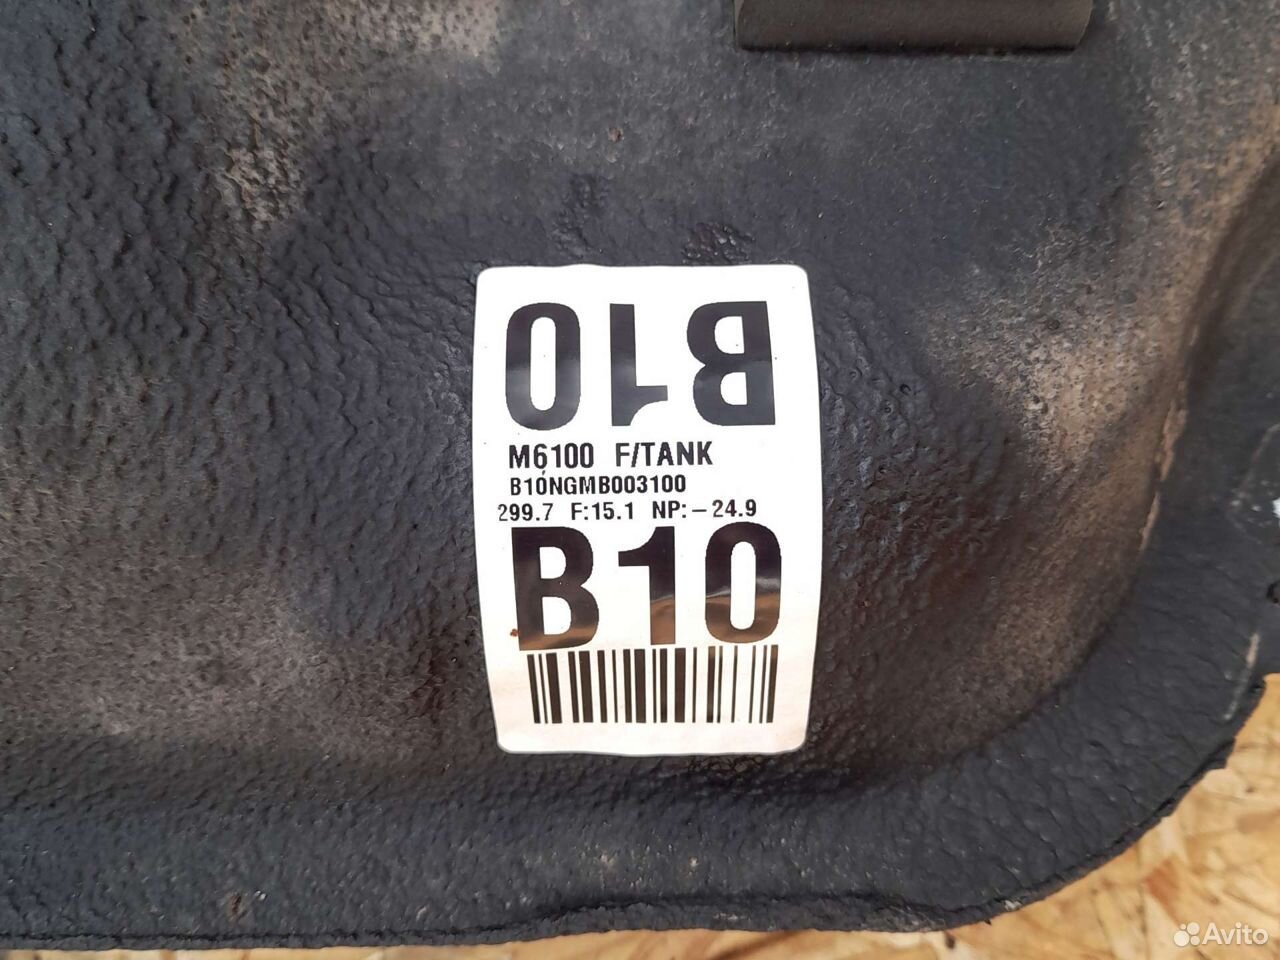 B10
M6100 F/TANK
B10NGMB003100
299.7 F:15.1 NP:-24.9
B10
Avito